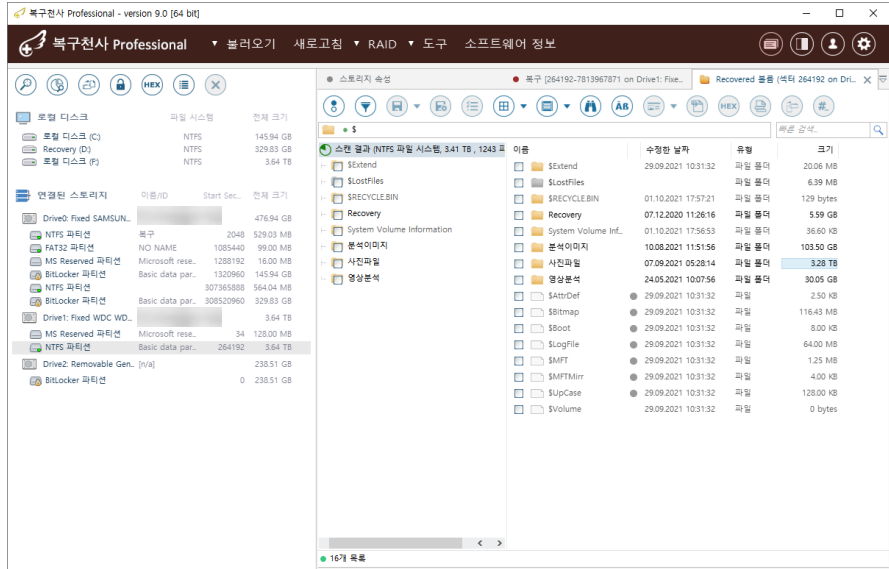 복구천사 Professional - version 9.0 [64 bit]
복구천사 Professional ▼ 불러오기 새로고침 ▼ RAID ▼ 도구 소프트웨어 정보
HEX
로컬 디스크 파일 시스템 전체 크기
로컬 디스크 (C:) NTFS 145.94 GB
Recovery (D:) NTFS 329.83 GB
로컬 디스크 (F:) NTFS 3.64 TB
연결된 스토리지 이름/ID Start Sec.. 전체 크기
Drive0: Fixed SAMSUN.. 476.94 GB
NTFS 파티션 복구 2048 529.03 MB
FAT32 파티션 NO NAME 1085440 99.00 MB
MS Reserved 파티션 Microsoft rese.. 1288192 16.00 MB
BitLocker 파티션 Basic data par.. 1320960 145.94 GB
NTFS 파티션 307365888 564.04 MB
BitLocker 파티션 Basic data par.. 308520960 329.83 GB
Drive1: Fixed WDC WD.. 3.64 TB
MS Reserved 파티션 Microsoft rese.. 34 128.00 MB
NTFS 파티션 Basic data par.. 264192 3.64 TB
Drive2: Removable Gen.. [n/a] 238.51 GB
BitLocker 파티션 0 238.51 GB
스토리지 속성 복구 [264192-7813967871 on Drive1: Fixe.. Recovered 볼륨 (섹터 264192 on Dri..
ÄB HEX #..
$ 빠른 검색..
스캔 결과 (NTFS 파일 시스템, 3.41 TB , 1243 파
$Extend
$LostFiles
$RECYCLE.BIN
Recovery
System Volume Information
분석이미지
사진파일
영상분석
이름 수정한 날짜 유형 크기
$Extend 29.09.2021 10:31:32 파일 폴더 20.06 MB
$LostFiles 파일 폴더 6.39 MB
$RECYCLE.BIN 01.10.2021 17:57:21 파일 폴더 129 bytes
Recovery 07.12.2020 11:26:16 파일 폴더 5.59 GB
System Volume Inf.. 01.10.2021 17:56:53 파일 폴더 36.60 KB
분석이미지 10.08.2021 11:51:56 파일 폴더 103.50 GB
사진파일 07.09.2021 05:28:14 파일 폴더 3.28 TB
영상분석 24.05.2021 10:07:56 파일 폴더 30.05 GB
$AttrDef 29.09.2021 10:31:32 파일 2.50 KB
$Bitmap 29.09.2021 10:31:32 파일 116.43 MB
$Boot 29.09.2021 10:31:32 파일 8.00 KB
$LogFile 29.09.2021 10:31:32 파일 64.00 MB
$MFT 29.09.2021 10:31:32 파일 1.25 MB
$MFTMirr 29.09.2021 10:31:32 파일 4.00 KB
$UpCase 29.09.2021 10:31:32 파일 128.00 KB
$Volume 29.09.2021 10:31:32 파일 0 bytes
16개 목록